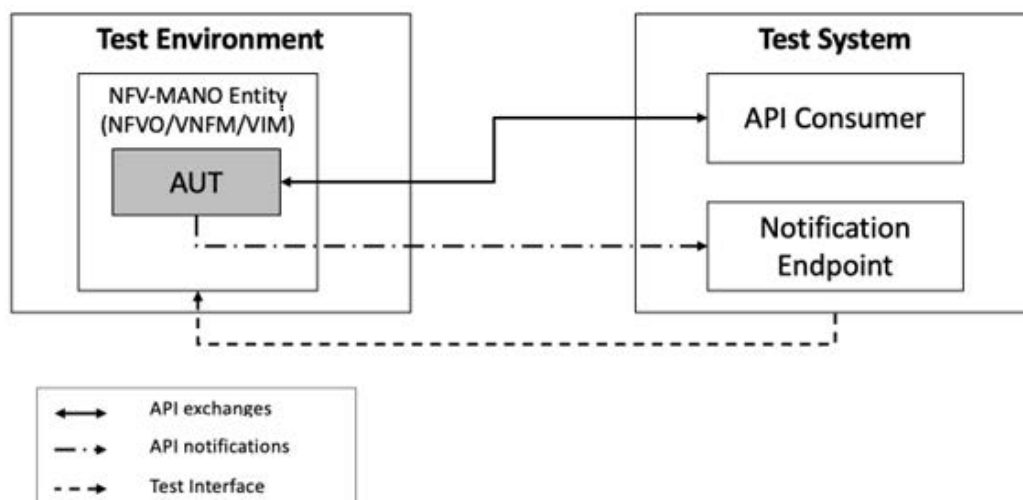 Test Environment
NFV-MANO Entity
(NFVO/VNFM/VIM)
AUT
Test System
API Consumer
Notification
Endpoint
API exchanges
API notifications
Test Interface